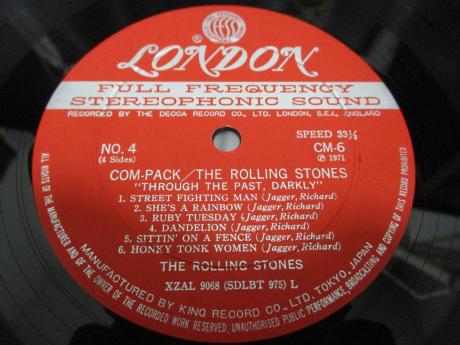 LONDON
FULL FREQUENCY
STEREOPHONIC SOUND
RECORDED BY THE DECCA RECORD CO., LTD. LONDON, S.E.I., ENGLAND
NO. 4
(4 Sides)
SPEED 33⅓
CM-6
Ⓟ 1971
COM-PACK/THE ROLLING STONES
"THROUGH THE PAST, DARKLY"
1. STREET FIGHTING MAN (Jagger, Richard)
2. SHE'S A RAINBOW (Jagger, Richard)
3. RUBY TUESDAY (Jagger, Richard)
4. DANDELION (Jagger, Richard)
5. SITTIN' ON A FENCE (Jagger, Richard)
6. HONKY TONK WOMEN (Jagger, Richard)
THE ROLLING STONES
XZAL 9068 (SDLBT 975) L
MANUFACTURED BY KING RECORD CO., LTD., TOKYO, JAPAN
ALL RIGHTS OF THE MANUFACTURER AND OF THE OWNER OF THE RECORDED WORK RESERVED, UNAUTHORISED PUBLIC PERFORMANCE, BROADCASTING AND COPYING OF THIS RECORD PROHIBITED